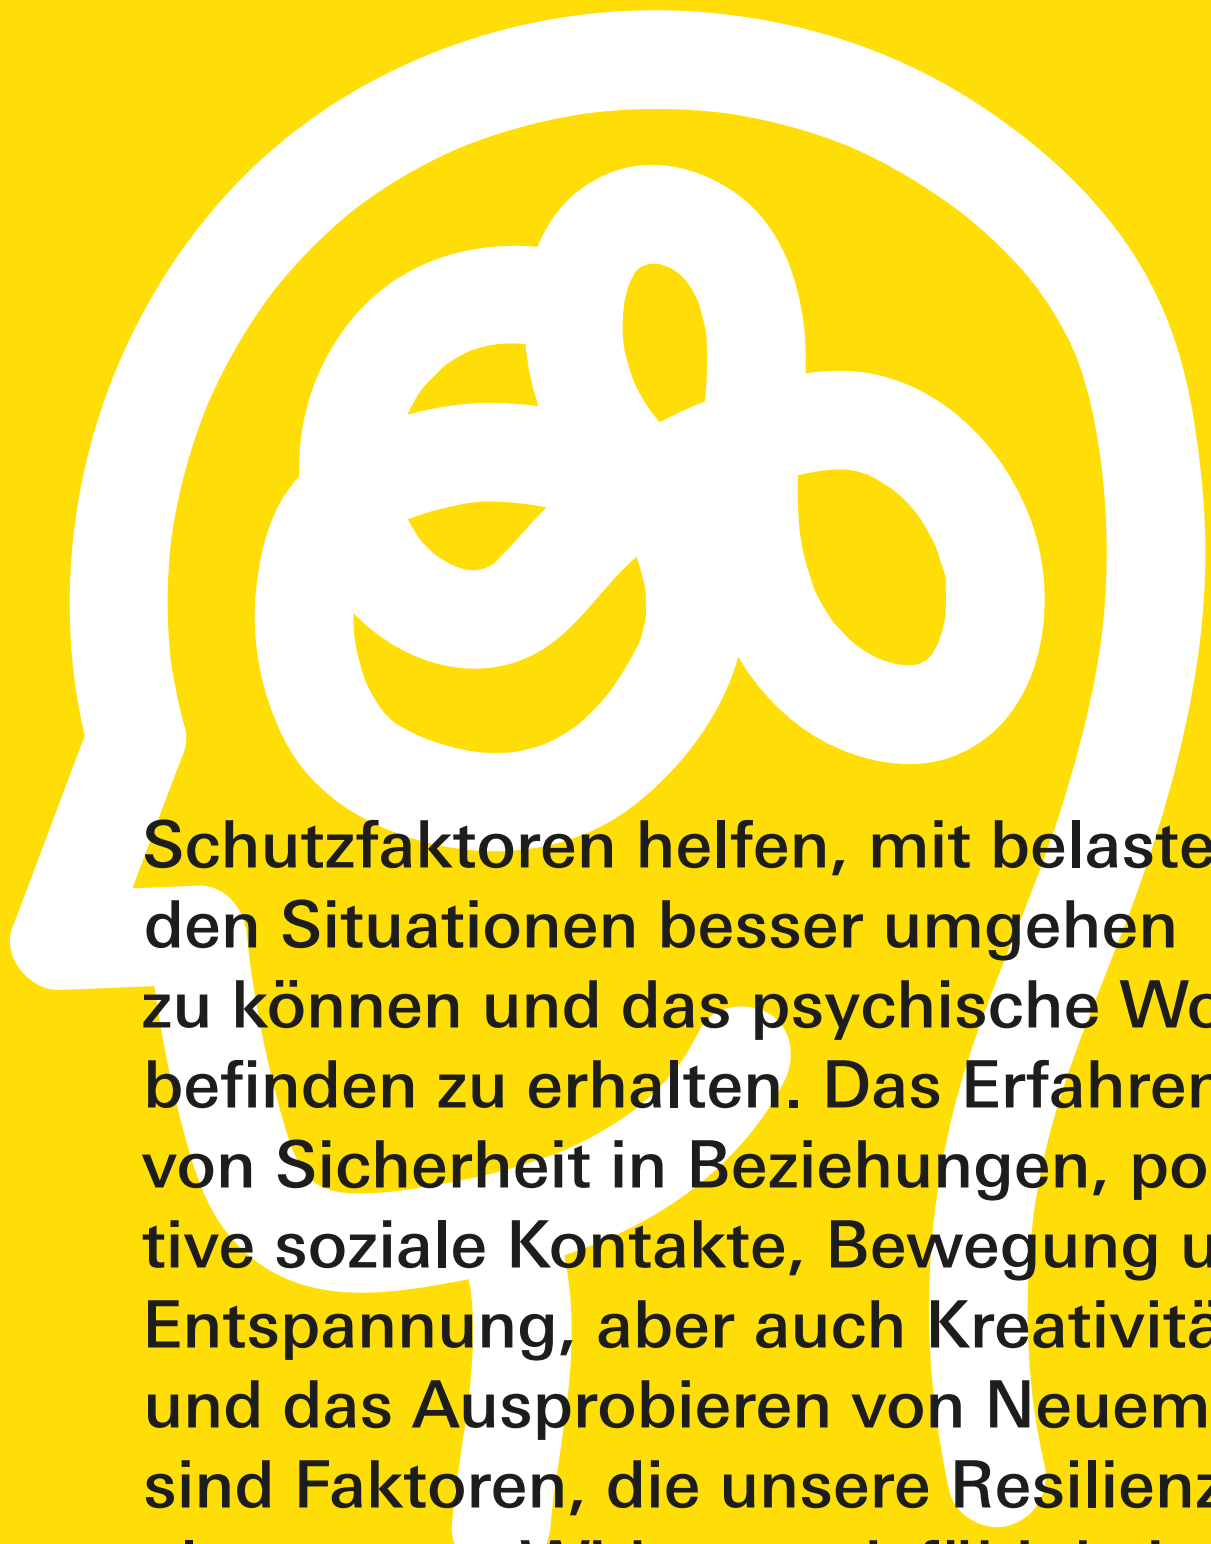 Schutzfaktoren helfen, mit belaste
den Situationen besser umgehen
zu können und das psychische Wo
befinden zu erhalten. Das Erfahren
von Sicherheit in Beziehungen, po
tive soziale Kontakte, Bewegung u
Entspannung, aber auch Kreativitä
und das Ausprobieren von Neuem
sind Faktoren, die unsere Resilienz